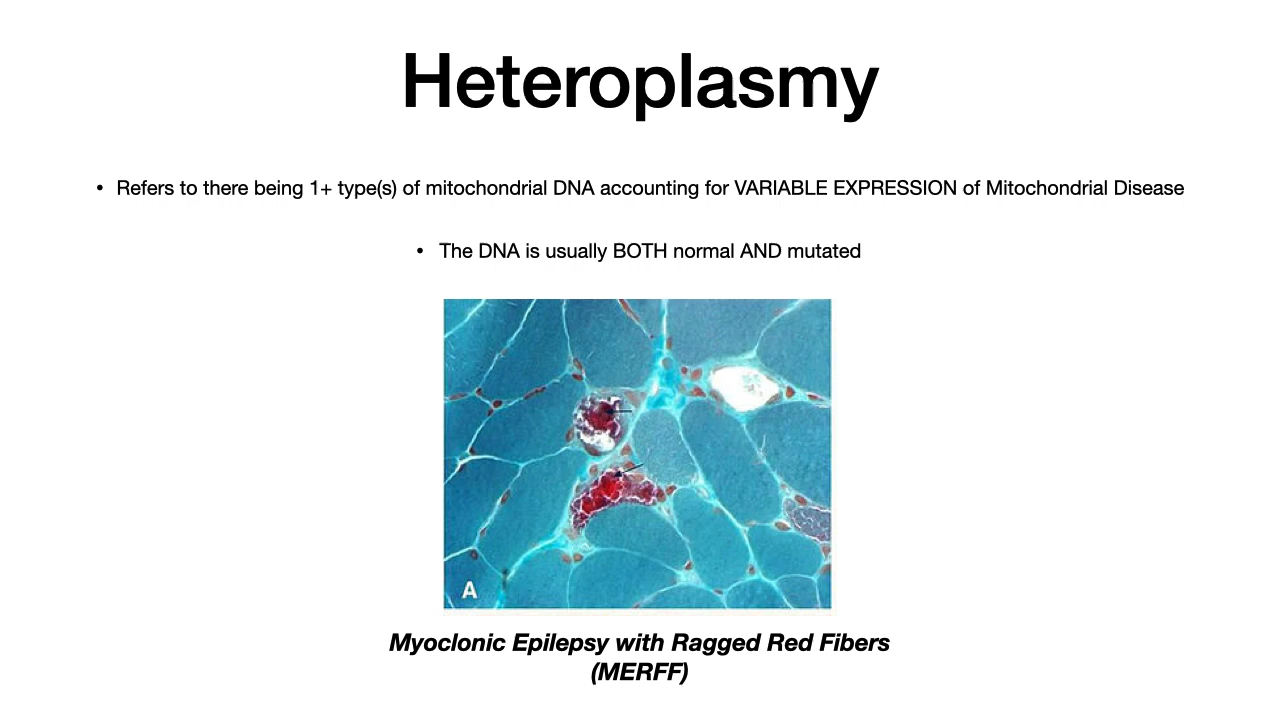 Heteroplasmy
• Refers to there being 1+ type(s) of mitochondrial DNA accounting for VARIABLE EXPRESSION of Mitochondrial Disease
• The DNA is usually BOTH normal AND mutated
A
Myoclonic Epilepsy with Ragged Red Fibers
(MERFF)